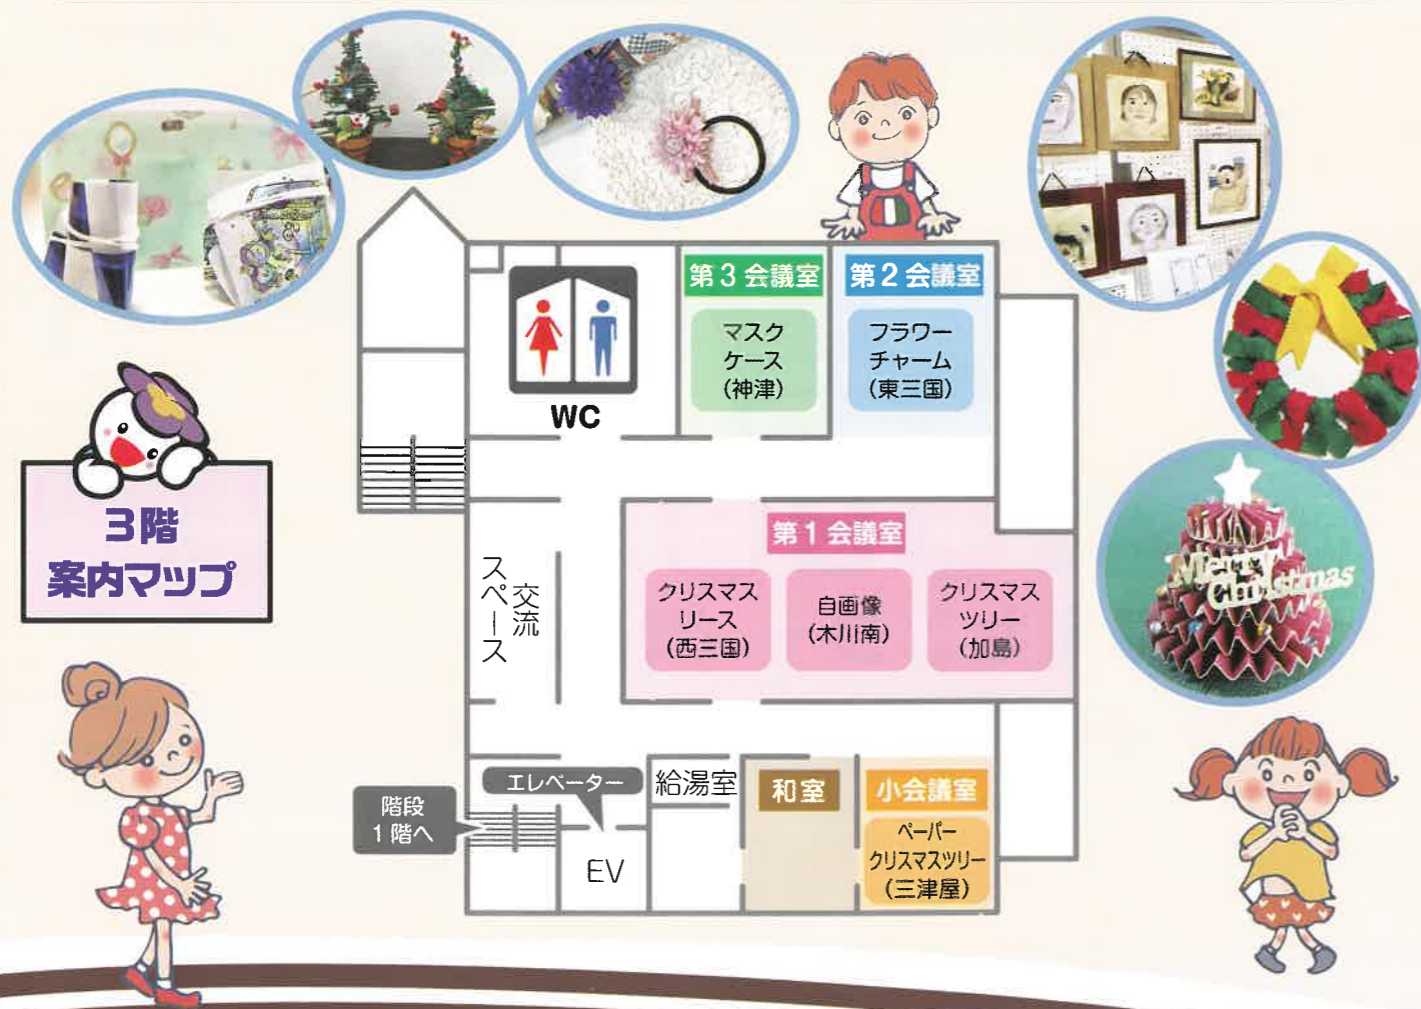 第3会議室
マスク
ケース
(神津)
第2会議室
フラワー
チャーム
(東三国)
WC
3階
案内マップ
交流
スペース
第1会議室
クリスマス
リース
(西三国)
自画像
(木川南)
クリスマス
ツリー
(加島)
Merry
Christmas
階段
1階へ
エレベーター
EV
給湯室
和室
小会議室
ペーパー
クリスマスツリー
(三津屋)